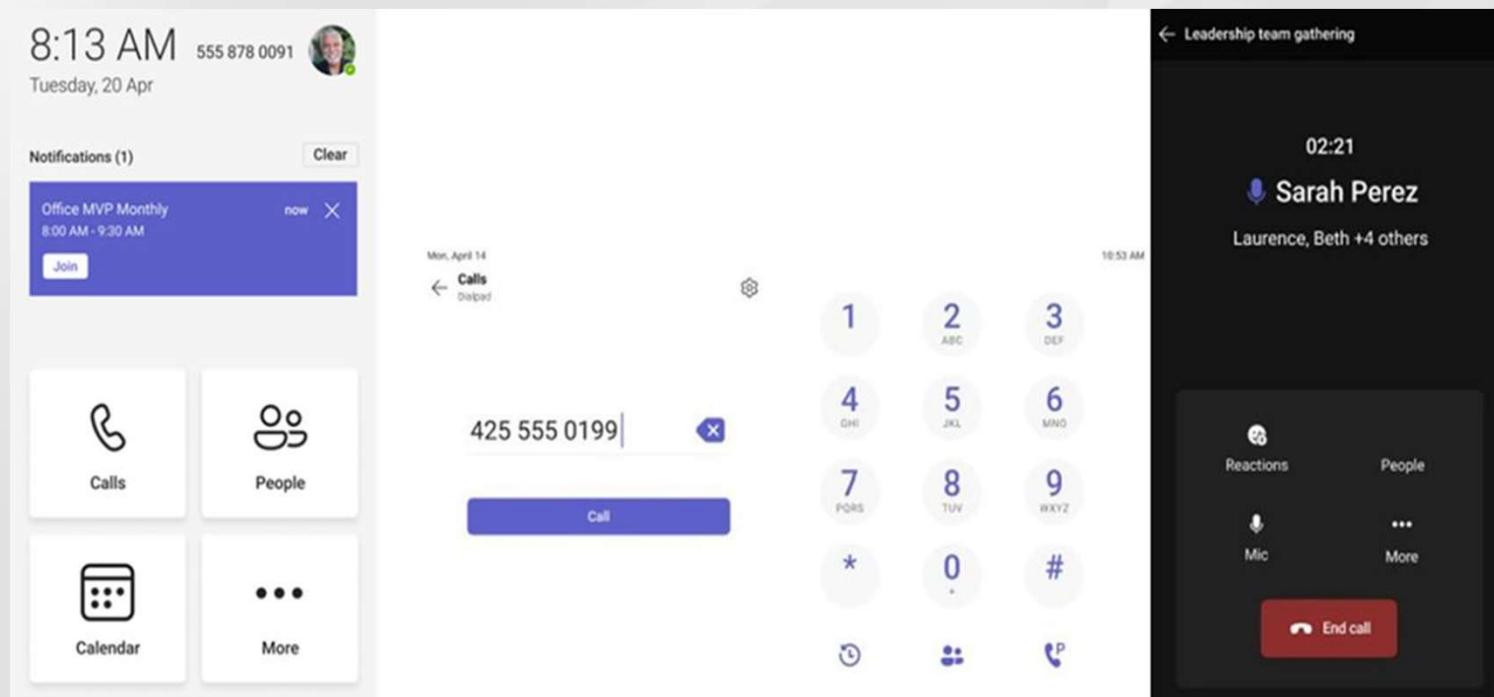 8:13 AM 555 878 0091
Tuesday, 20 Apr
Notifications (1) Clear
Office MVP Monthly now
8:00 AM - 9:30 AM
Join
Calls People
Calendar More
Mon, April 14 10:53 AM
Calls
Dialpad
425 555 0199
Call
1 2 3
ABC DEF
4 5 6
GHI JKL MNO
7 8 9
PQRS TUV WXYZ
* 0 #
+
P
Leadership team gathering
02:21
Sarah Perez
Laurence, Beth +4 others
Reactions People
Mic More
End call